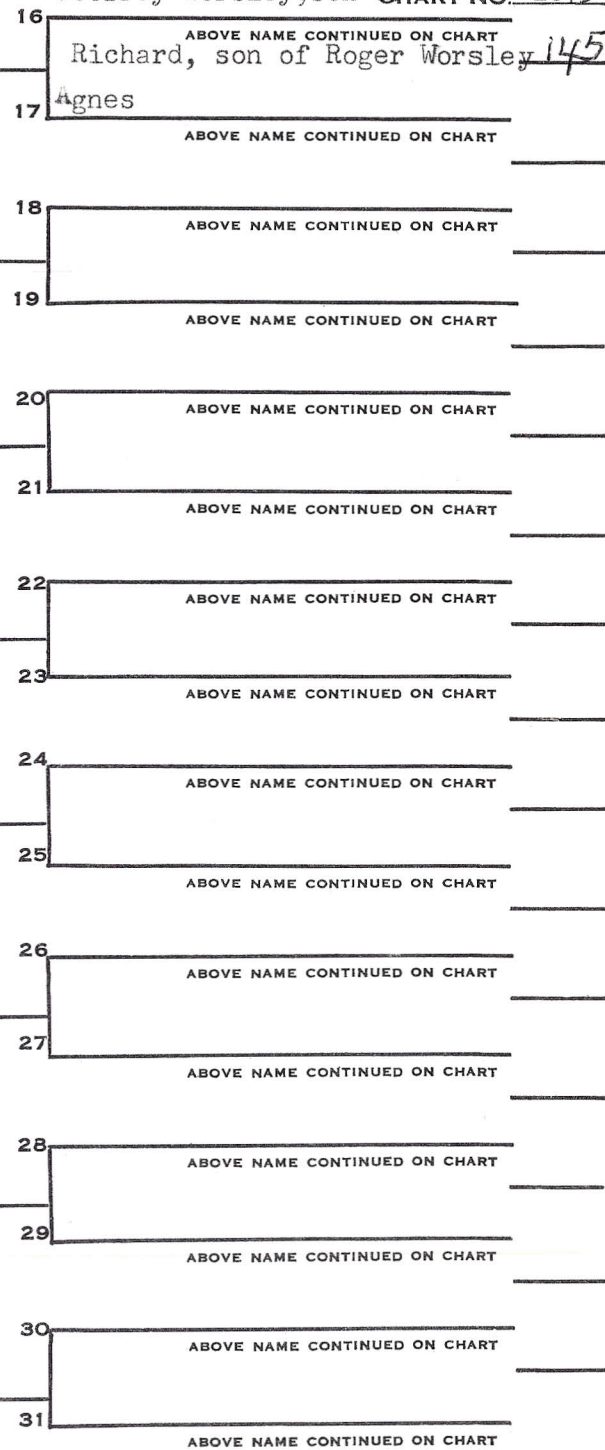 Worsley, son CHART NO.
16
ABOVE NAME CONTINUED ON CHART
Richard, son of Roger Worsley 145
17 Agnes
ABOVE NAME CONTINUED ON CHART
18
ABOVE NAME CONTINUED ON CHART
19
ABOVE NAME CONTINUED ON CHART
20
ABOVE NAME CONTINUED ON CHART
21
ABOVE NAME CONTINUED ON CHART
22
ABOVE NAME CONTINUED ON CHART
23
ABOVE NAME CONTINUED ON CHART
24
ABOVE NAME CONTINUED ON CHART
25
ABOVE NAME CONTINUED ON CHART
26
ABOVE NAME CONTINUED ON CHART
27
ABOVE NAME CONTINUED ON CHART
28
ABOVE NAME CONTINUED ON CHART
29
ABOVE NAME CONTINUED ON CHART
30
ABOVE NAME CONTINUED ON CHART
31
ABOVE NAME CONTINUED ON CHART